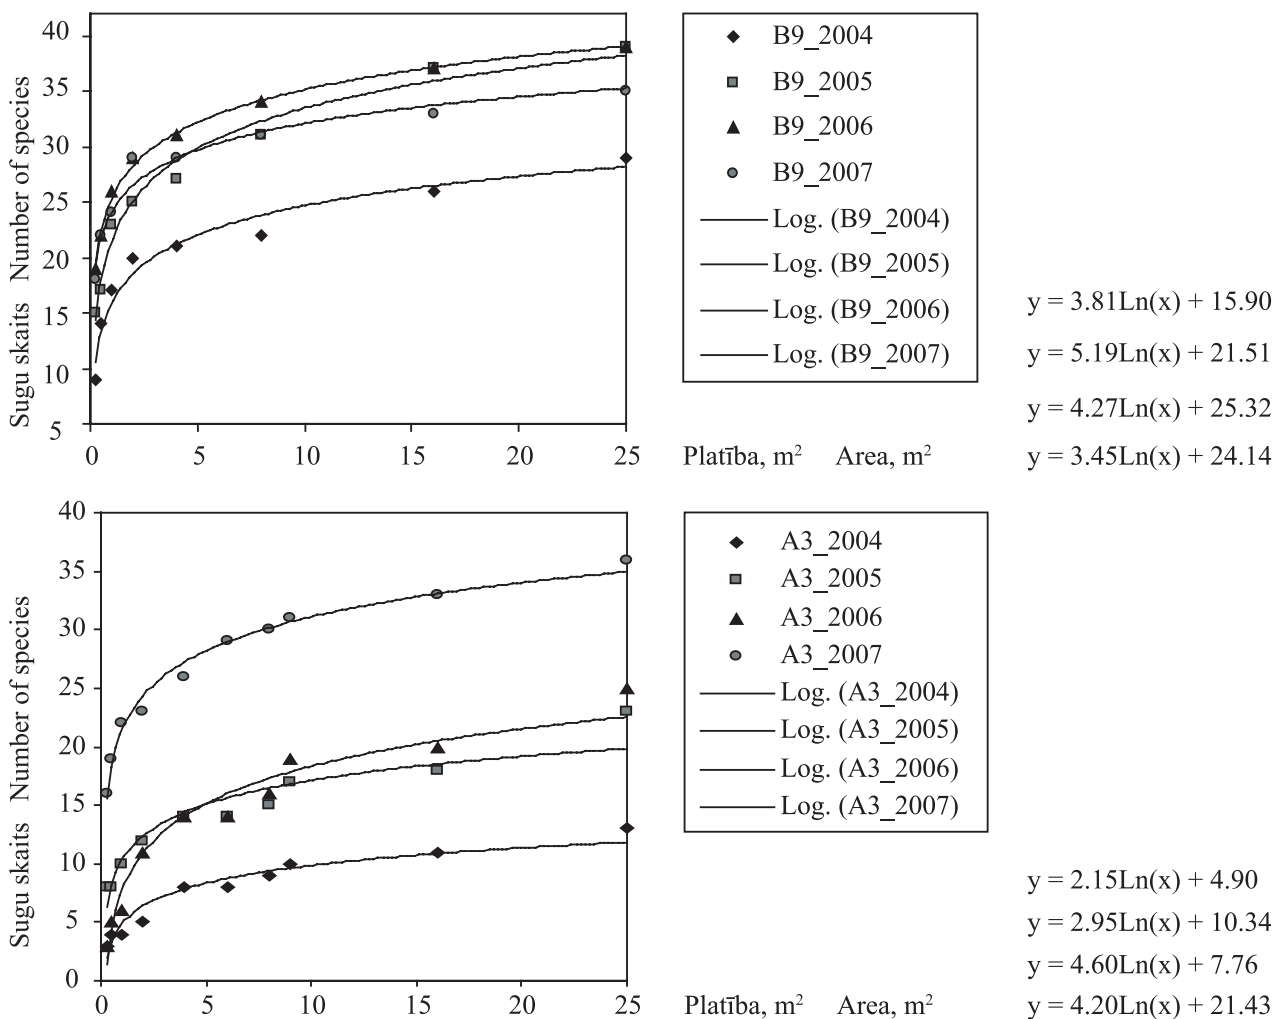 Sugu skaits Number of species
40
35
30
25
20
15
10
5
0 5 10 15 20 25
B9_2004
B9_2005
B9_2006
B9_2007
Log. (B9_2004)
Log. (B9_2005)
Log. (B9_2006)
Log. (B9_2007)
y = 3.81Ln(x) + 15.90
y = 5.19Ln(x) + 21.51
y = 4.27Ln(x) + 25.32
y = 3.45Ln(x) + 24.14
Platība, m² Area, m²
Sugu skaits Number of species
40
35
30
25
20
15
10
5
0
0 5 10 15 20 25
A3_2004
A3_2005
A3_2006
A3_2007
Log. (A3_2004)
Log. (A3_2005)
Log. (A3_2006)
Log. (A3_2007)
y = 2.15Ln(x) + 4.90
y = 2.95Ln(x) + 10.34
y = 4.60Ln(x) + 7.76
y = 4.20Ln(x) + 21.43
Platība, m² Area, m²